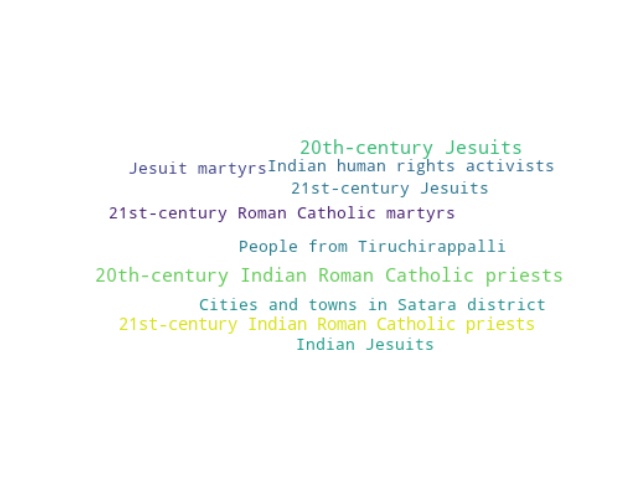 20th-century Jesuits
Jesuit martyrs Indian human rights activists
21st-century Jesuits
21st-century Roman Catholic martyrs
People from Tiruchirappalli
20th-century Indian Roman Catholic priests
Cities and towns in Satara district
21st-century Indian Roman Catholic priests
Indian Jesuits